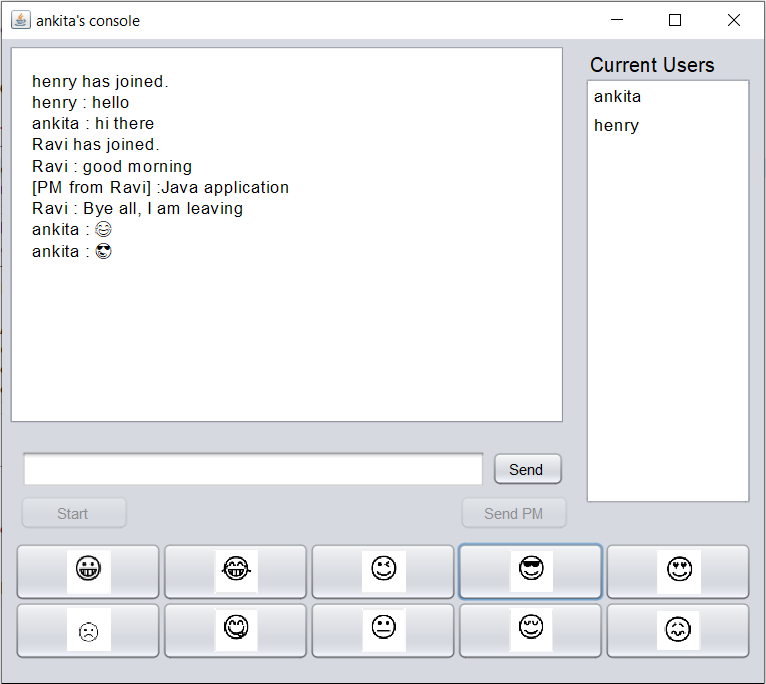 ankita's console
henry has joined.
henry : hello
ankita : hi there
Ravi has joined.
Ravi : good morning
[PM from Ravi] :Java application
Ravi : Bye all, I am leaving
ankita : 😊
ankita : 😎
Current Users
ankita
henry
Send
Start
Send PM